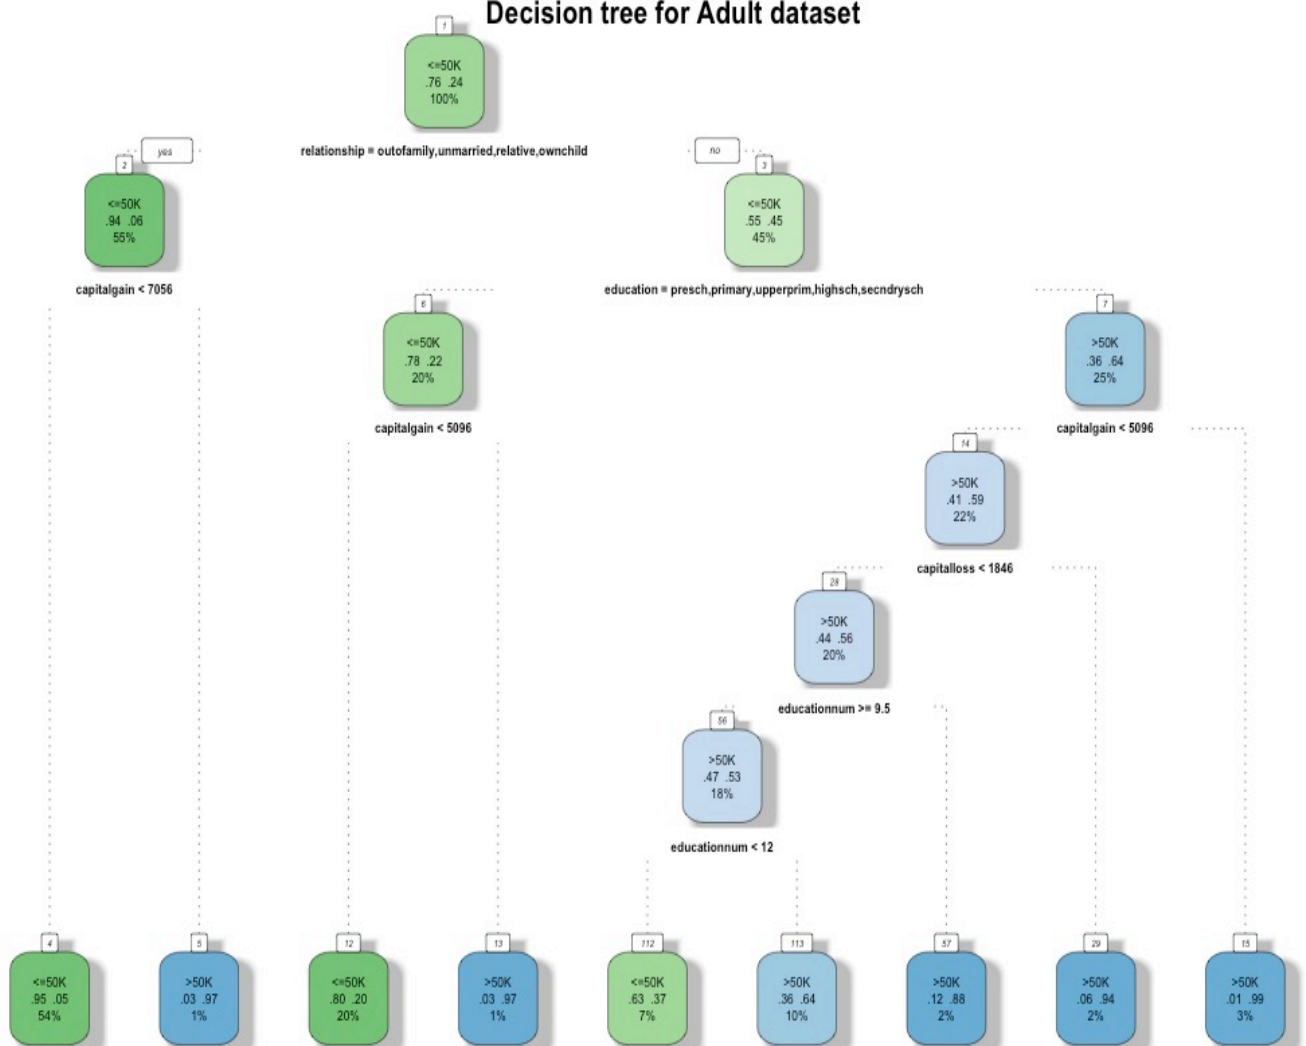 Decision tree for Adult dataset
1
<=50K
.76 .24
100%
yes
relationship = outofamily,unmarried,relative,ownchild
no
2
<=50K
.94 .06
55%
3
<=50K
.55 .45
45%
capitalgain < 7056
education = presch,primary,upperprim,highsch,secndrysch
6
<=50K
.78 .22
20%
7
>50K
.36 .64
25%
capitalgain < 5096
capitalgain < 5096
14
>50K
.41 .59
22%
capitalloss < 1846
28
>50K
.44 .56
20%
educationnum >= 9.5
56
>50K
.47 .53
18%
educationnum < 12
4
<=50K
.95 .05
54%
5
>50K
.03 .97
1%
12
<=50K
.80 .20
20%
13
>50K
.03 .97
1%
112
<=50K
.63 .37
7%
113
>50K
.36 .64
10%
57
>50K
.12 .88
2%
29
>50K
.06 .94
2%
15
>50K
.01 .99
3%